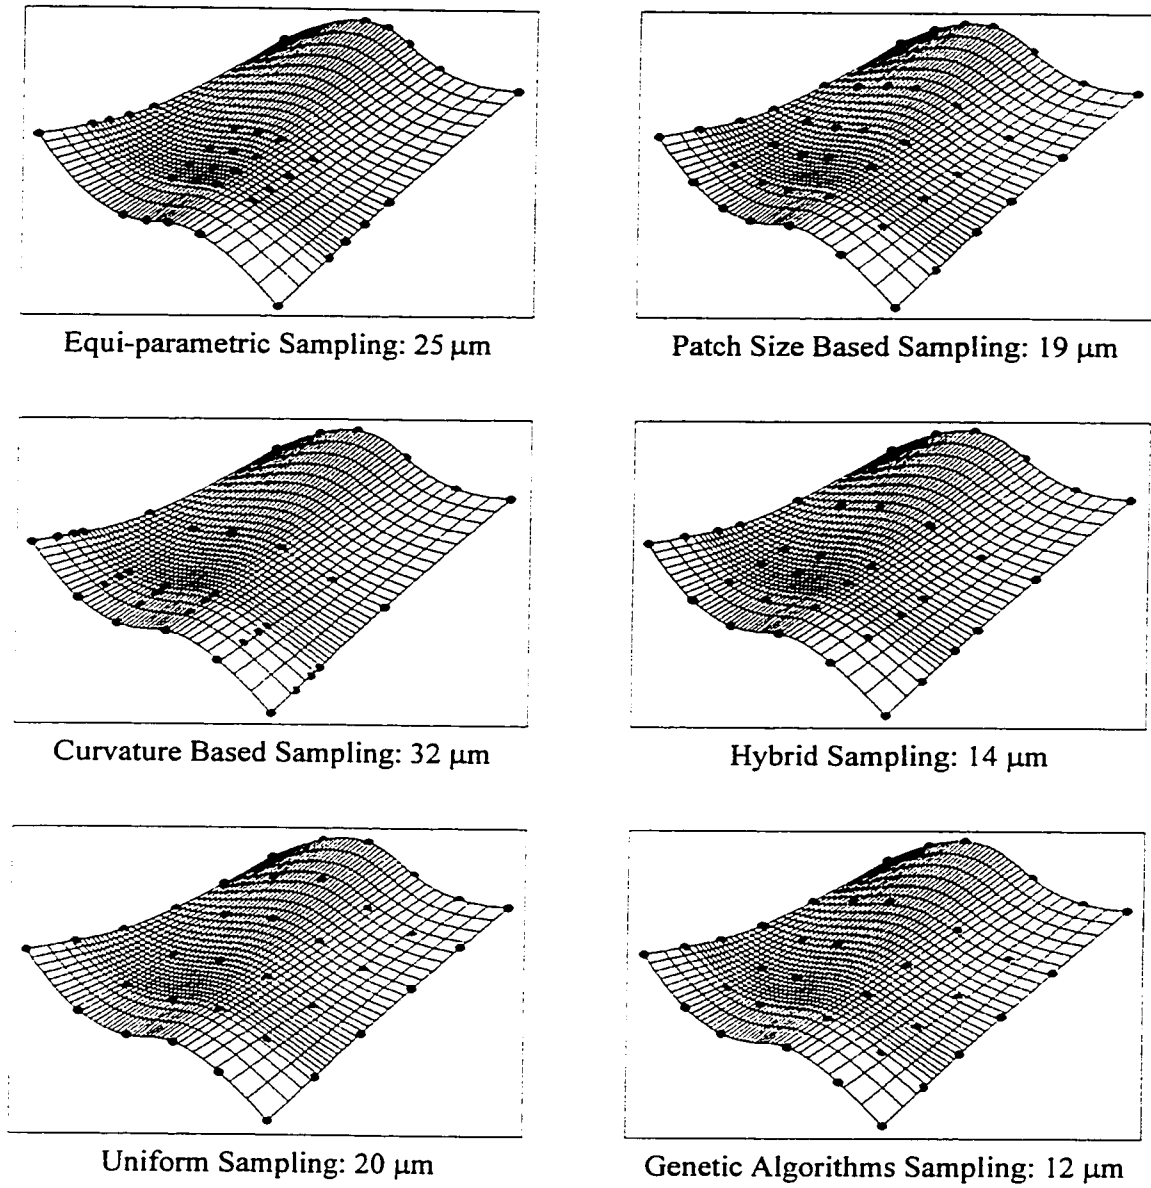 Equi-parametric Sampling: 25 μm
Patch Size Based Sampling: 19 μm
Curvature Based Sampling: 32 μm
Hybrid Sampling: 14 μm
Uniform Sampling: 20 μm
Genetic Algorithms Sampling: 12 μm